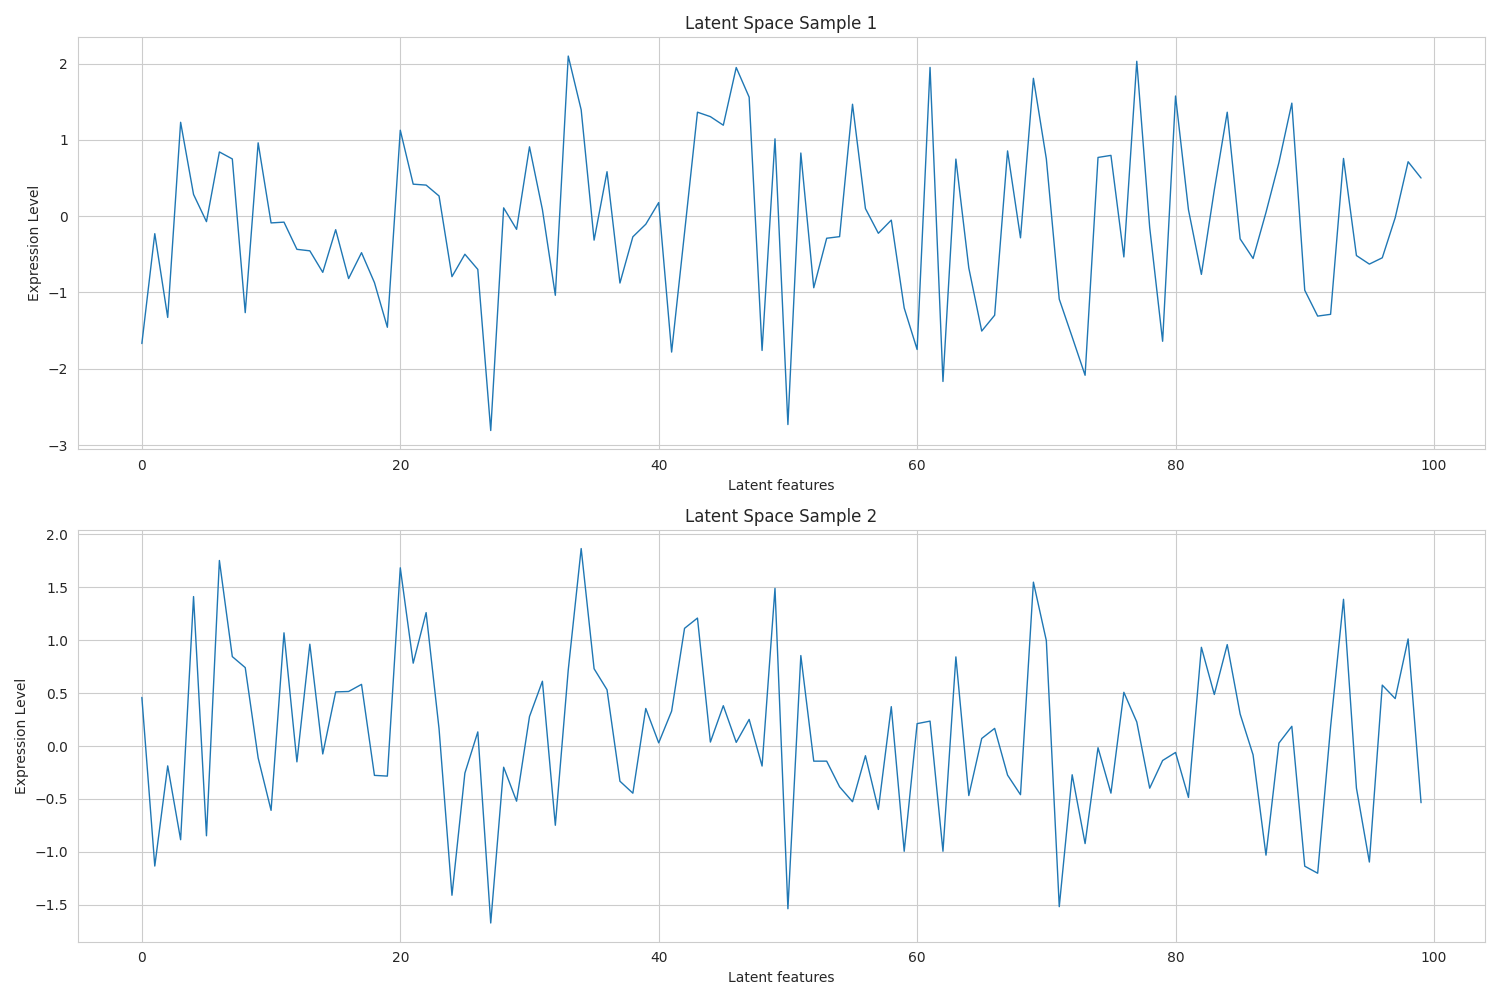 Latent Space Sample 1
2
1
0
−1
−2
−3
Expression Level
0 20 40 60 80 100
Latent features
Latent Space Sample 2
2.0
1.5
1.0
0.5
0.0
−0.5
−1.0
−1.5
Expression Level
0 20 40 60 80 100
Latent features